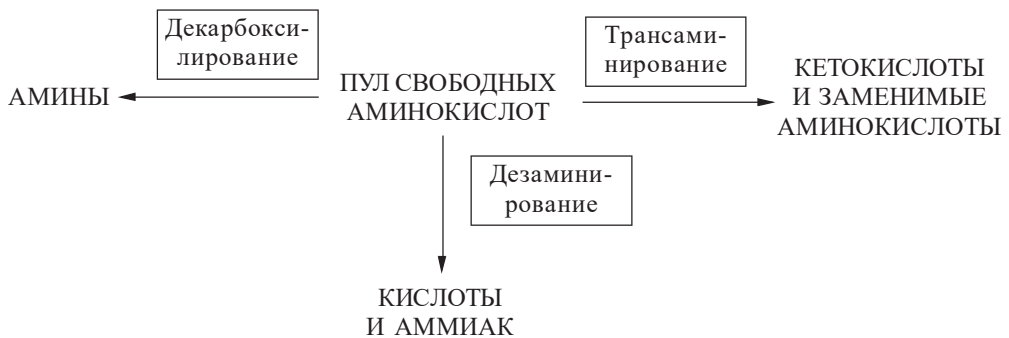 Декарбокси-
лирование
Трансами-
нирование
АМИНЫ
ПУЛ СВОБОДНЫХ
АМИНОКИСЛОТ
КЕТОКИСЛОТЫ
И ЗАМЕНИМЫЕ
АМИНОКИСЛОТЫ
Дезамини-
рование
КИСЛОТЫ
И АММИАК